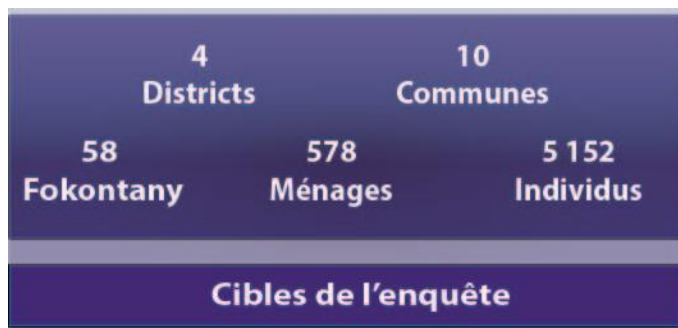 4 10
Districts Communes
58 578 5 152
Fokontany Ménages Individus
Cibles de l'enquête